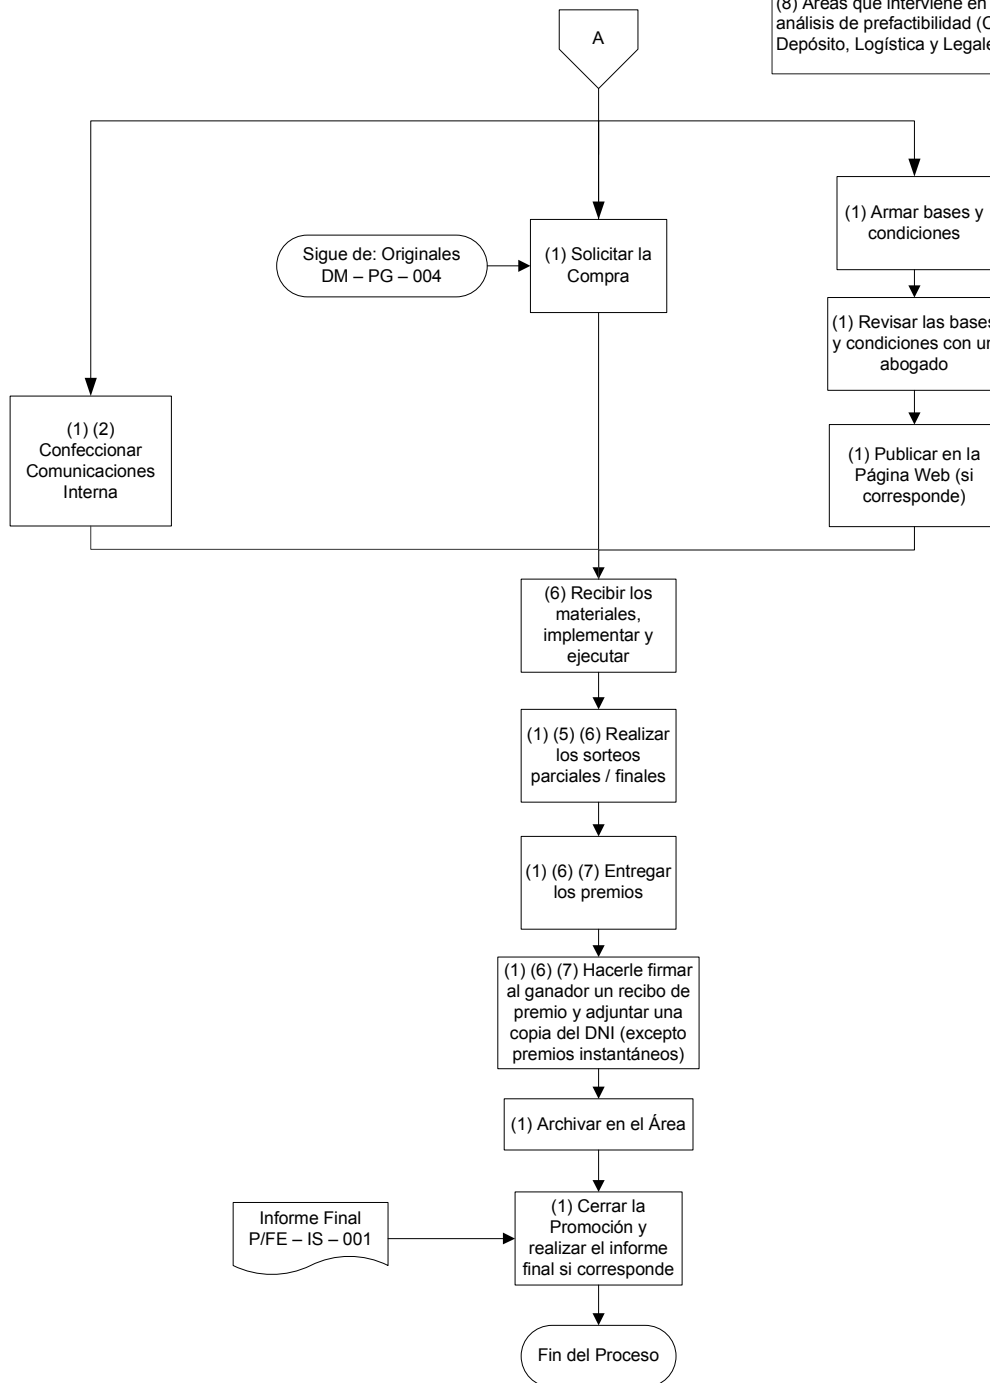 (8) Áreas que interviene en
análisis de prefactibilidad
Depósito, Logística y
A
(1) Armar bases y
condiciones
Sigue de: Originales
DM – PG – 004
(1) Solicitar la
Compra
(1) Revisar las bases
y condiciones con
abogado
(1) (2)
Confeccionar
Comunicaciones
Interna
(1) Publicar en la
Página Web (si
corresponde)
(6) Recibir los
materiales,
implementar y
ejecutar
(1) (5) (6) Realizar
los sorteos
parciales / finales
(1) (6) (7) Entregar
los premios
(1) (6) (7) Hacerle firmar
al ganador un recibo de
premio y adjuntar una
copia del DNI (excepto
premios instantáneos)
(1) Archivar en el Área
Informe Final
P/FE – IS – 001
(1) Cerrar la
Promoción y
realizar el informe
final si corresponde
Fin del Proceso